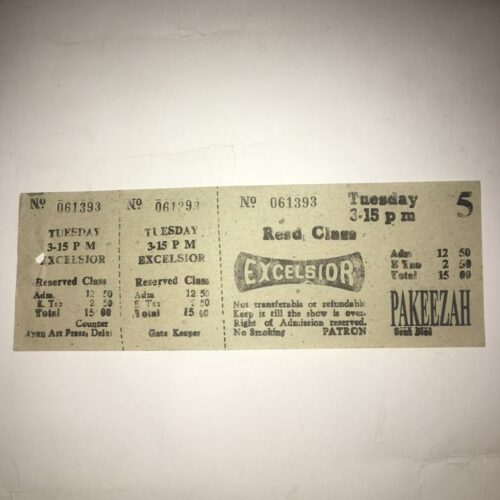 Nº 061393
TUESDAY
3-15 P M
EXCELSIOR
Reserved Class
Adm. 12 50
E. Tax 2 50
Total 15 00
Counter
Art Press,
Nº 061393
TUESDAY
3-15 P M
EXCELSIOR
Reserved Class
Adm. 12 50
E. Tax 2 50
Total 15 00
Gate Keeper
Nº 061393
Tuesday
3-15 p m
5
Resd. Class
EXCELSIOR
Not transferable or refundable
Keep is till the show is over.
Right of Admission reserved.
No Smoking PATRON
Adm 12 50
E Tax 2 50
Total 15 00
PAKEEZAH